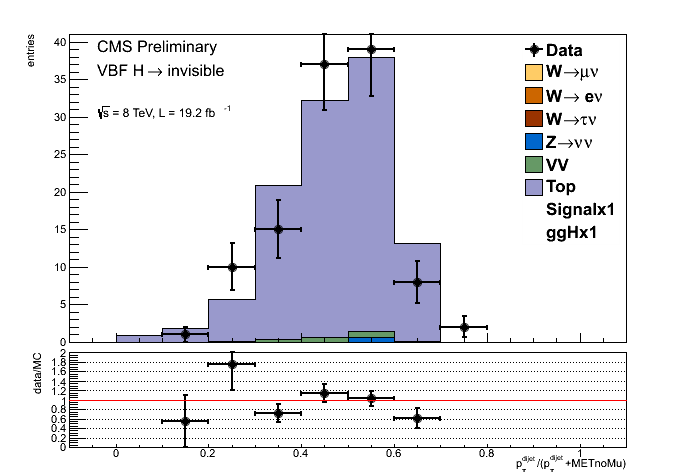 entries
40
35
30
25
20
15
10
5
0
CMS Preliminary
VBF H → invisible
√s = 8 TeV, L = 19.2 fb -1
Data
W→μν
W→ eν
W→τν
Z→νν
VV
Top
Signalx1
ggHx1
data/MC
2
1.8
1.6
1.4
1.2
1
0.8
0.6
0.4
0.2
0
0 0.2 0.4 0.6 0.8 1
p_T^dijet/(p_T^dijet+METnoMu)